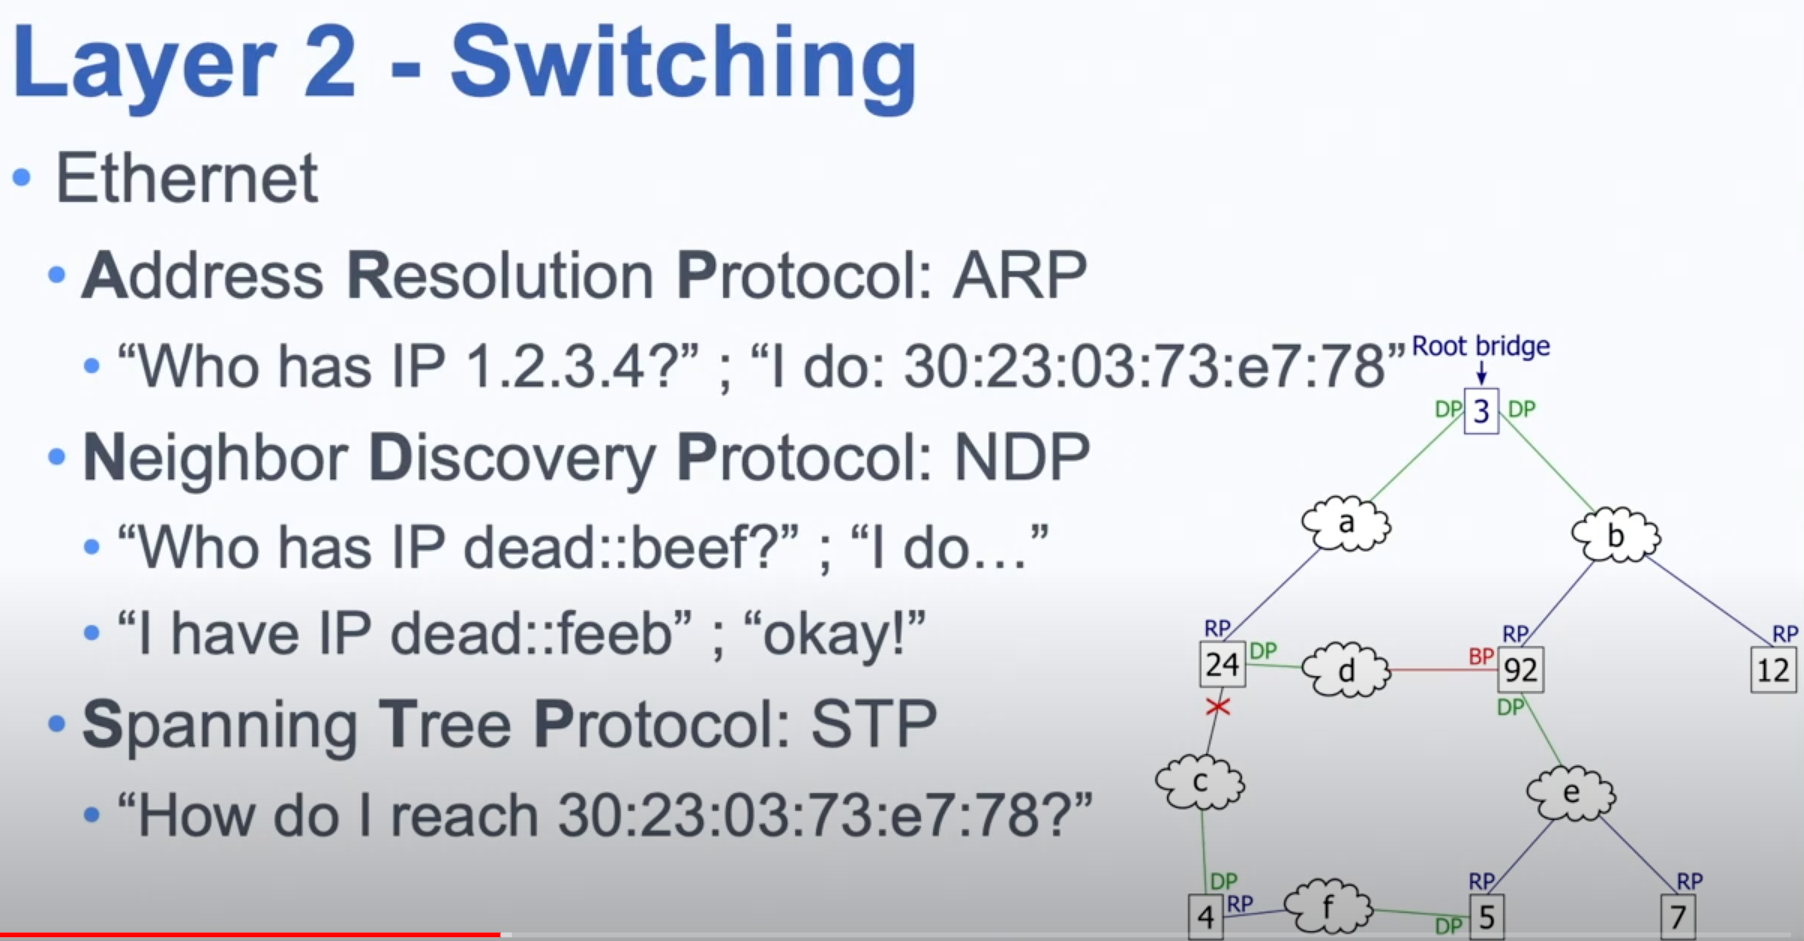 Layer 2 - Switching
• Ethernet
• Address Resolution Protocol: ARP
• “Who has IP 1.2.3.4?” ; “I do: 30:23:03:73:e7:78”
• Neighbor Discovery Protocol: NDP
• “Who has IP dead::beef?” ; “I do…”
• “I have IP dead::feeb” ; “okay!”
• Spanning Tree Protocol: STP
• “How do I reach 30:23:03:73:e7:78?”
Root bridge
DP 3 DP
a
b
RP
RP
RP
24 DP
d
BP 92
12
DP
c
e
DP
RP
RP
4 RP
f
DP 5
7